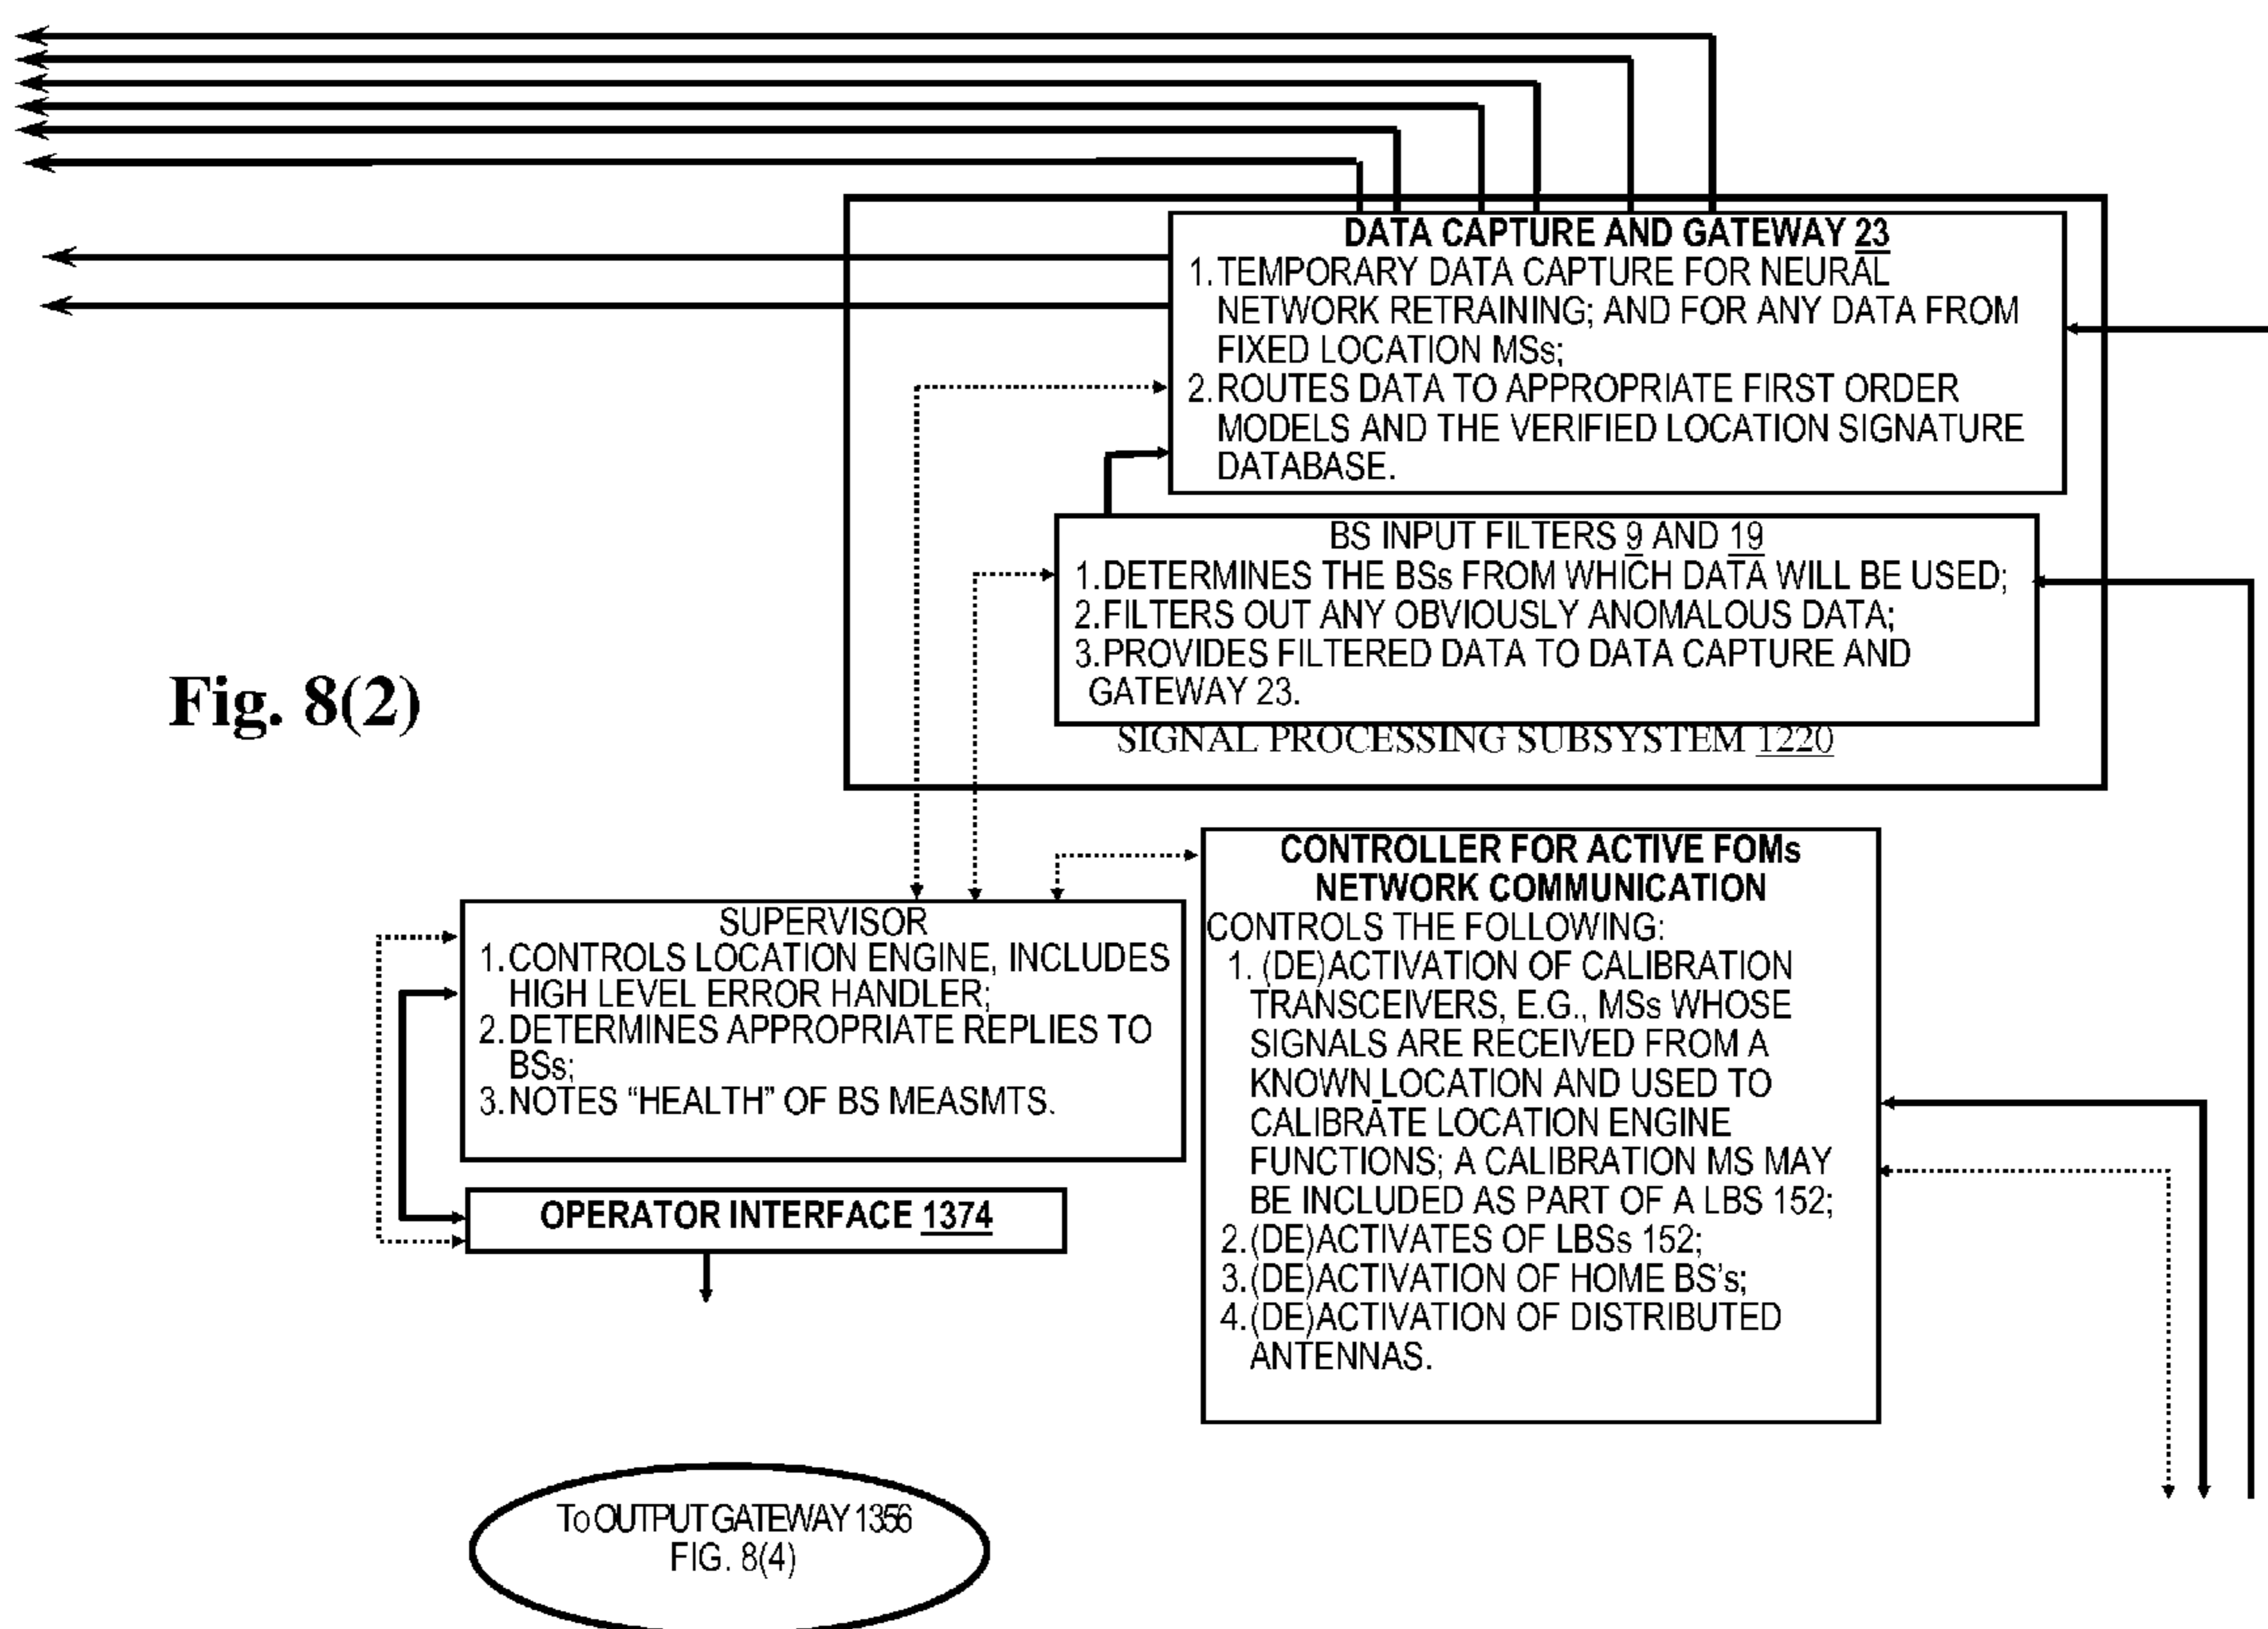 DATA CAPTURE AND GATEWAY 23
1. TEMPORARY DATA CAPTURE FOR NEURAL
NETWORK RETRAINING; AND FOR ANY DATA FROM
FIXED LOCATION MSs;
2. ROUTES DATA TO APPROPRIATE FIRST ORDER
MODELS AND THE VERIFIED LOCATION SIGNATURE
DATABASE.
BS INPUT FILTERS 9 AND 19
1. DETERMINES THE BSs FROM WHICH DATA WILL BE USED;
2. FILTERS OUT ANY OBVIOUSLY ANOMALOUS DATA;
3. PROVIDES FILTERED DATA TO DATA CAPTURE AND
GATEWAY 23.
SIGNAL PROCESSING SUBSYSTEM 1220
Fig. 8(2)
SUPERVISOR
1. CONTROLS LOCATION ENGINE, INCLUDES
HIGH LEVEL ERROR HANDLER;
2. DETERMINES APPROPRIATE REPLIES TO
BSs;
3. NOTES “HEALTH” OF BS MEASMTS.
OPERATOR INTERFACE 1374
CONTROLLER FOR ACTIVE FOMs
NETWORK COMMUNICATION
CONTROLS THE FOLLOWING:
1. (DE)ACTIVATION OF CALIBRATION
TRANSCEIVERS, E.G., MSs WHOSE
SIGNALS ARE RECEIVED FROM A
KNOWN LOCATION AND USED TO
CALIBRATE LOCATION ENGINE
FUNCTIONS; A CALIBRATION MS MAY
BE INCLUDED AS PART OF A LBS 152;
2. (DE)ACTIVATES OF LBSs 152;
3. (DE)ACTIVATION OF HOME BS’s;
4. (DE)ACTIVATION OF DISTRIBUTED
ANTENNAS.
To OUTPUT GATEWAY 1356
FIG. 8(4)